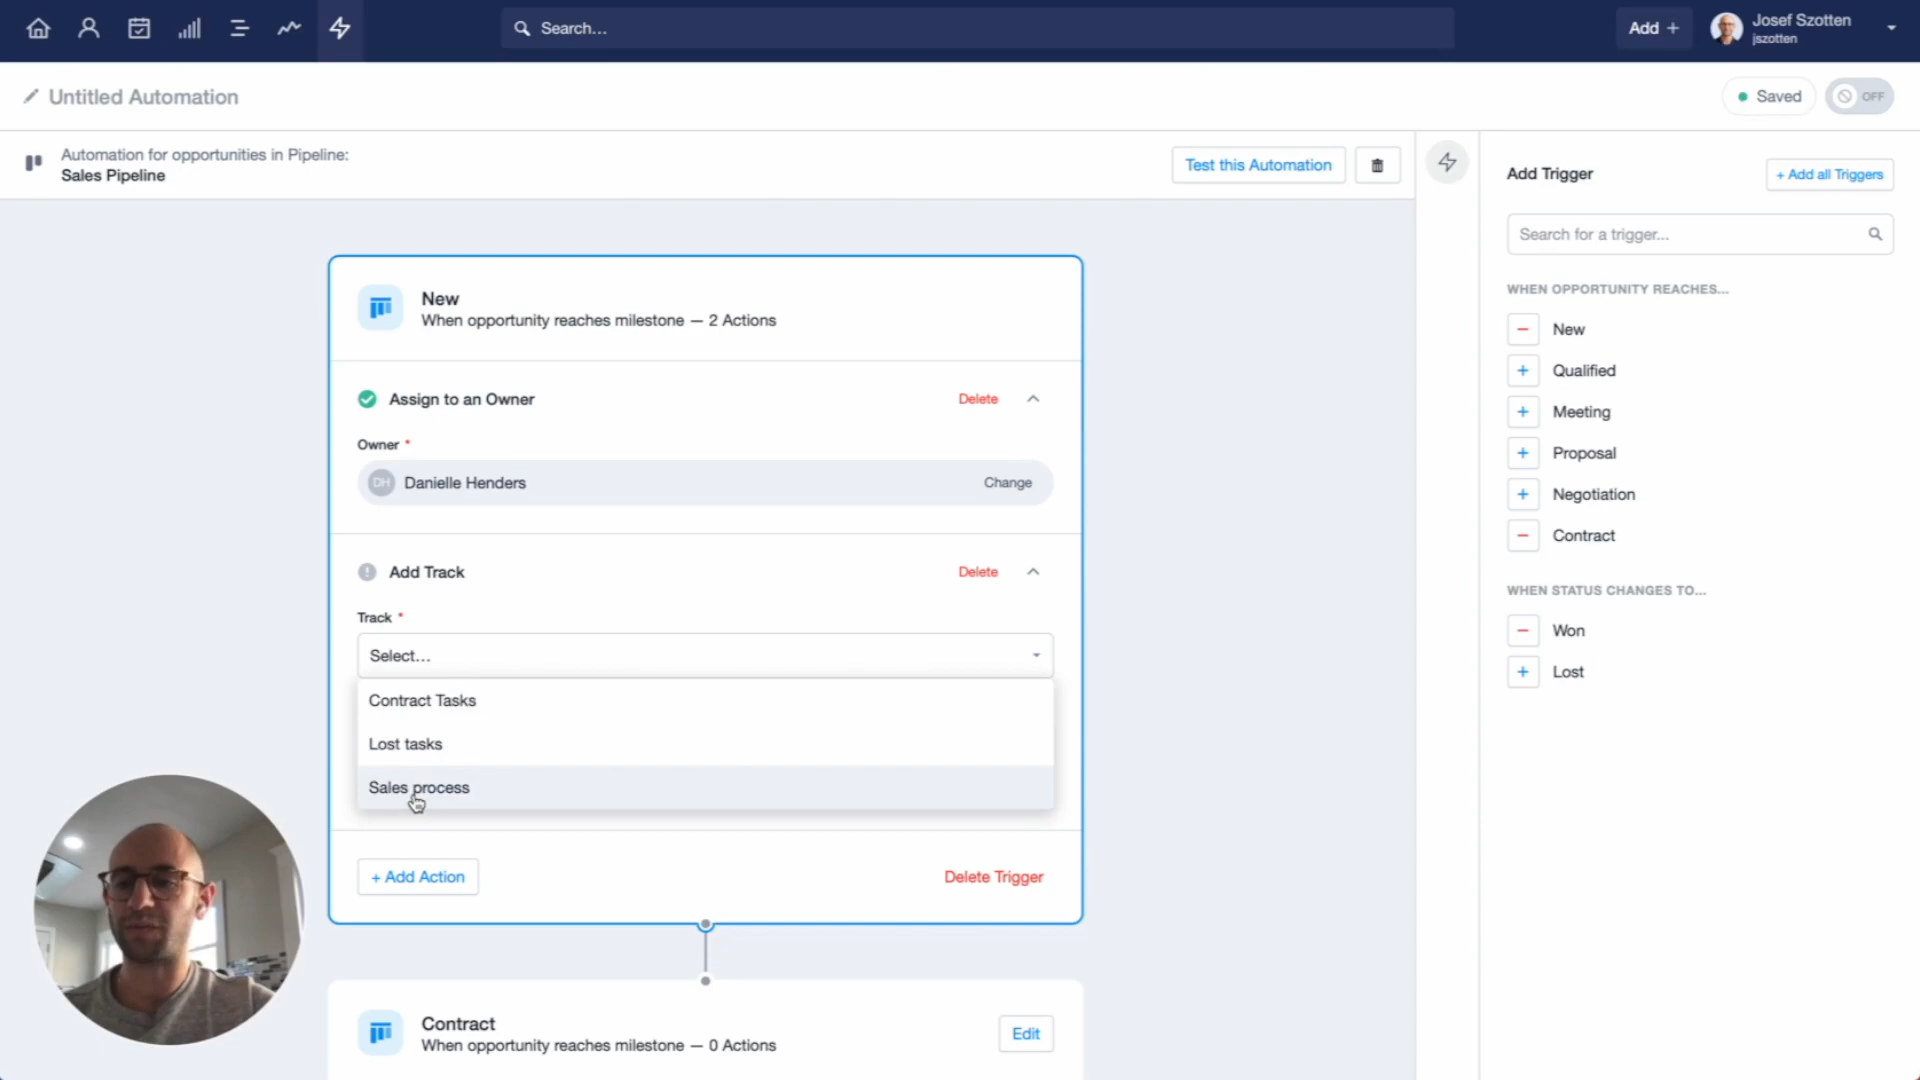 Search...
Add +
Josef Szotten
jszotten
Untitled Automation
Saved
OFF
Automation for opportunities in Pipeline:
Sales Pipeline
Test this Automation
New
When opportunity reaches milestone — 2 Actions
Assign to an Owner
Delete
Owner *
DH
Danielle Henders
Change
Add Track
Delete
Track *
Select...
Contract Tasks
Lost tasks
Sales process
+ Add Action
Delete Trigger
Contract
When opportunity reaches milestone — 0 Actions
Edit
Add Trigger
+ Add all Triggers
Search for a trigger...
WHEN OPPORTUNITY REACHES...
New
Qualified
Meeting
Proposal
Negotiation
Contract
WHEN STATUS CHANGES TO...
Won
Lost